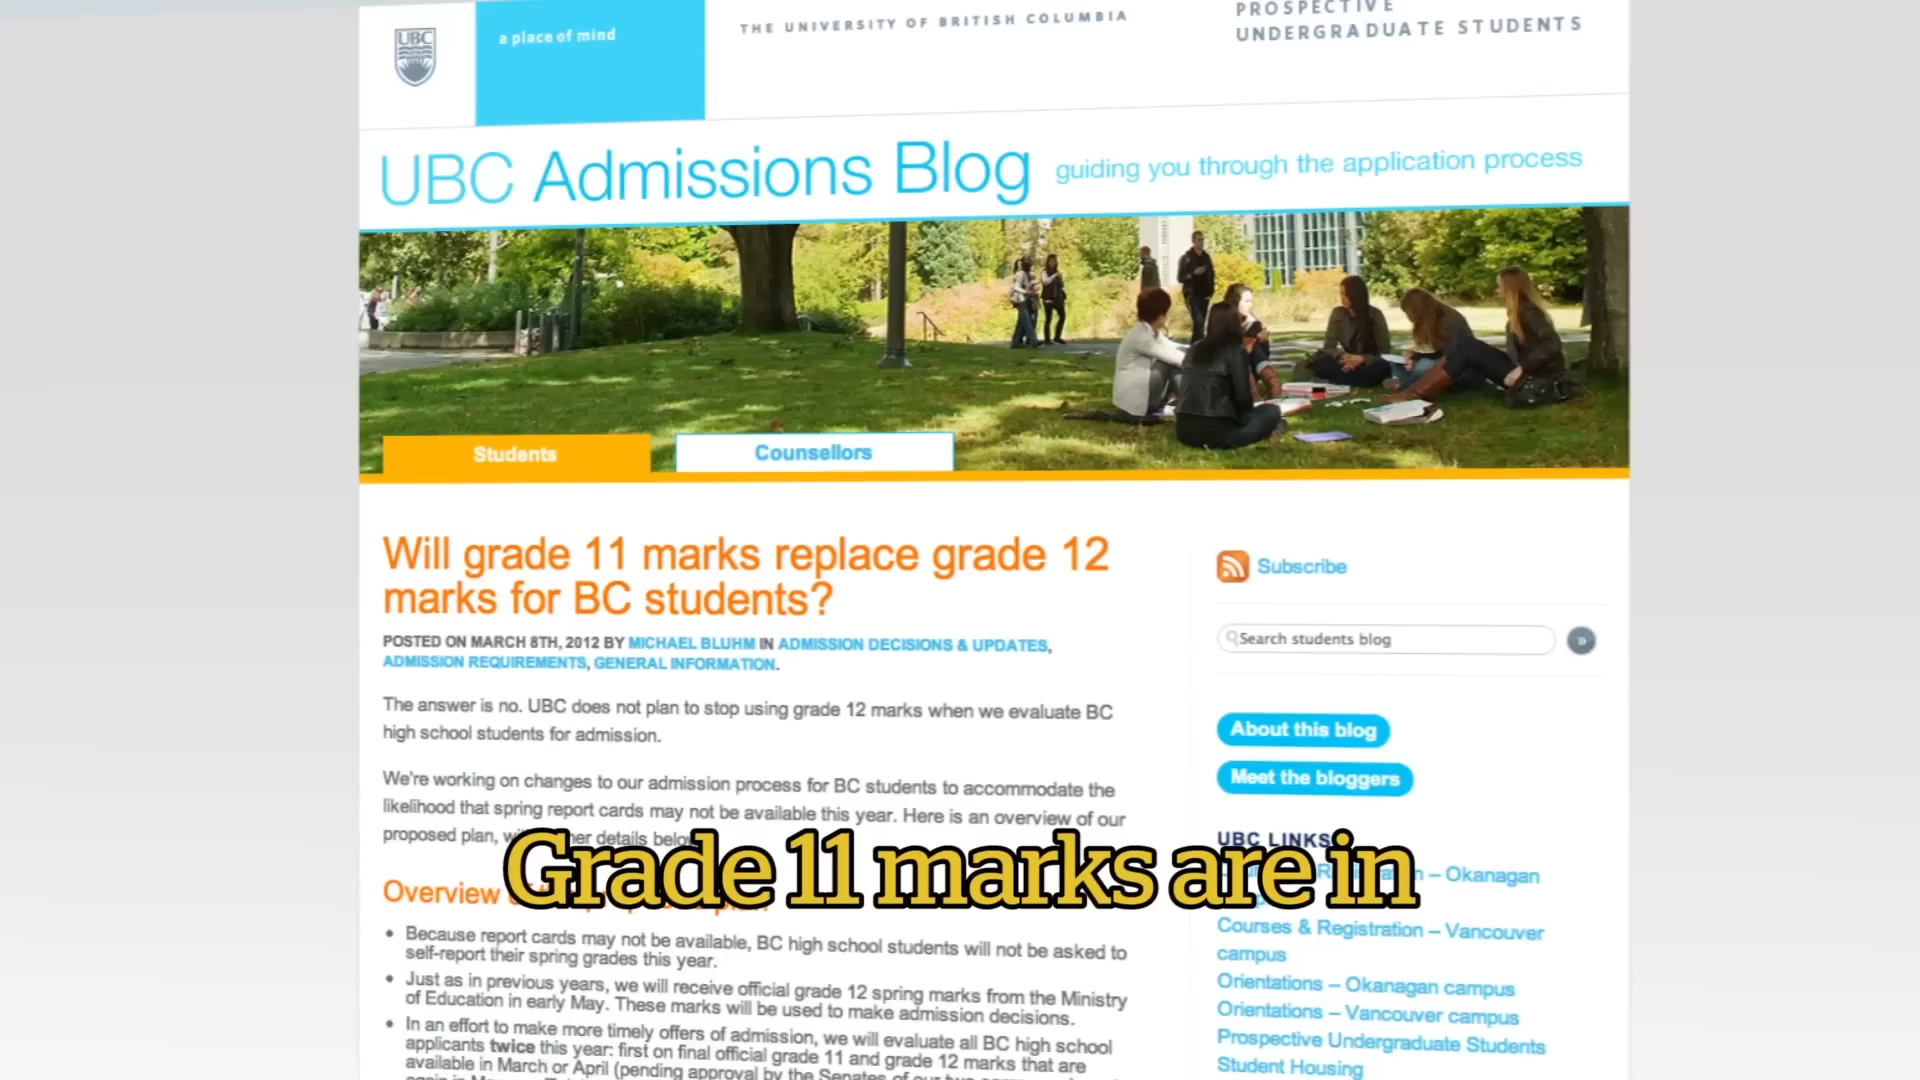 UBC
a place of mind
THE UNIVERSITY OF BRITISH COLUMBIA
PROSPECTIVE
UNDERGRADUATE STUDENTS
UBC Admissions Blog
guiding you through the application process
Students
Counsellors
Will grade 11 marks replace grade 12
marks for BC students?
POSTED ON MARCH 8TH, 2012 BY MICHAEL BLUHM IN ADMISSION DECISIONS & UPDATES,
ADMISSION REQUIREMENTS, GENERAL INFORMATION.
The answer is no. UBC does not plan to stop using grade 12 marks when we evaluate BC
high school students for admission.
We're working on changes to our admission process for BC students to accommodate the
likelihood that spring report cards may not be available this year. Here is an overview of our
proposed plan, details
Overview
Grade 11 marks are in
Because report cards may not be available, BC high school students will not be asked to
self-report their spring grades this year.
Just as in previous years, we will receive official grade 12 spring marks from the Ministry
of Education in early May. These marks will be used to make admission decisions.
In an effort to make more timely offers of admission, we will evaluate all BC high school
applicants twice this year: first on final official grade 11 and grade 12 marks that are
available in March or April (pending approval by the Senates of our two
Subscribe
Search students blog
»
About this blog
Meet the bloggers
UBC LINKS
– Okanagan
Courses & Registration – Vancouver
campus
Orientations – Okanagan campus
Orientations – Vancouver campus
Prospective Undergraduate Students
Student Housing